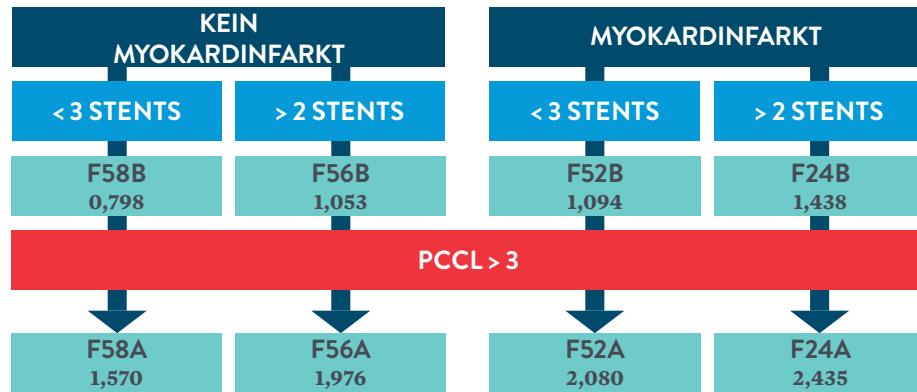 KEIN
MYOKARDINFARKT
MYOKARDINFARKT
< 3 STENTS
> 2 STENTS
< 3 STENTS
> 2 STENTS
F58B
0,798
F56B
1,053
F52B
1,094
F24B
1,438
PCCL > 3
F58A
1,570
F56A
1,976
F52A
2,080
F24A
2,435